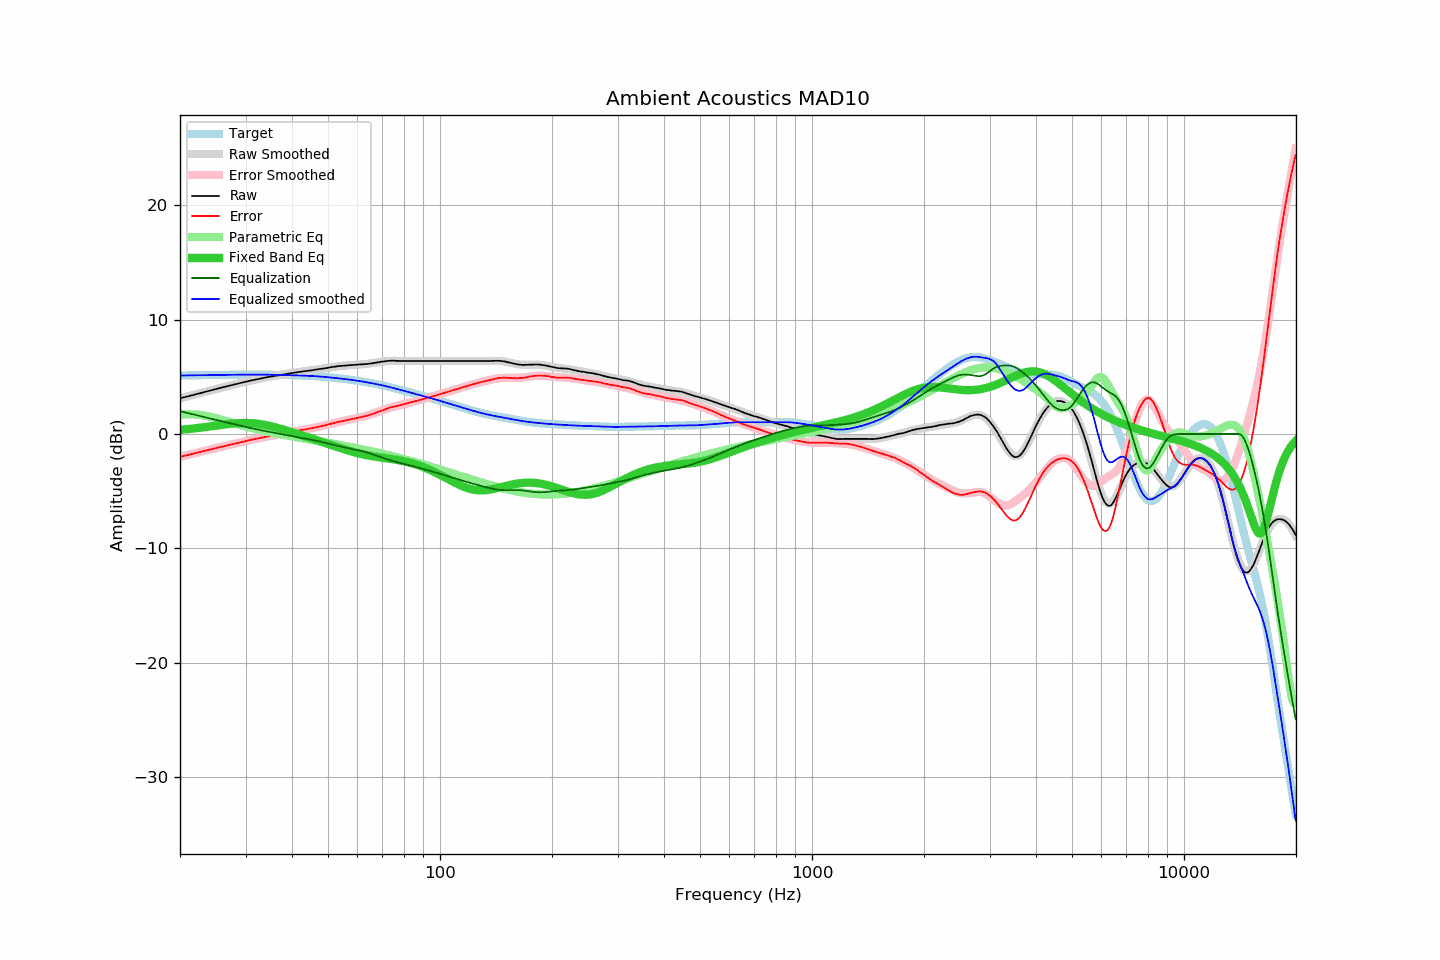 Ambient Acoustics MAD10
Target
Raw Smoothed
Error Smoothed
Raw
Error
Parametric Eq
Fixed Band Eq
Equalization
Equalized smoothed
20
10
0
−10
−20
−30
Amplitude (dBr)
100
1000
10000
Frequency (Hz)